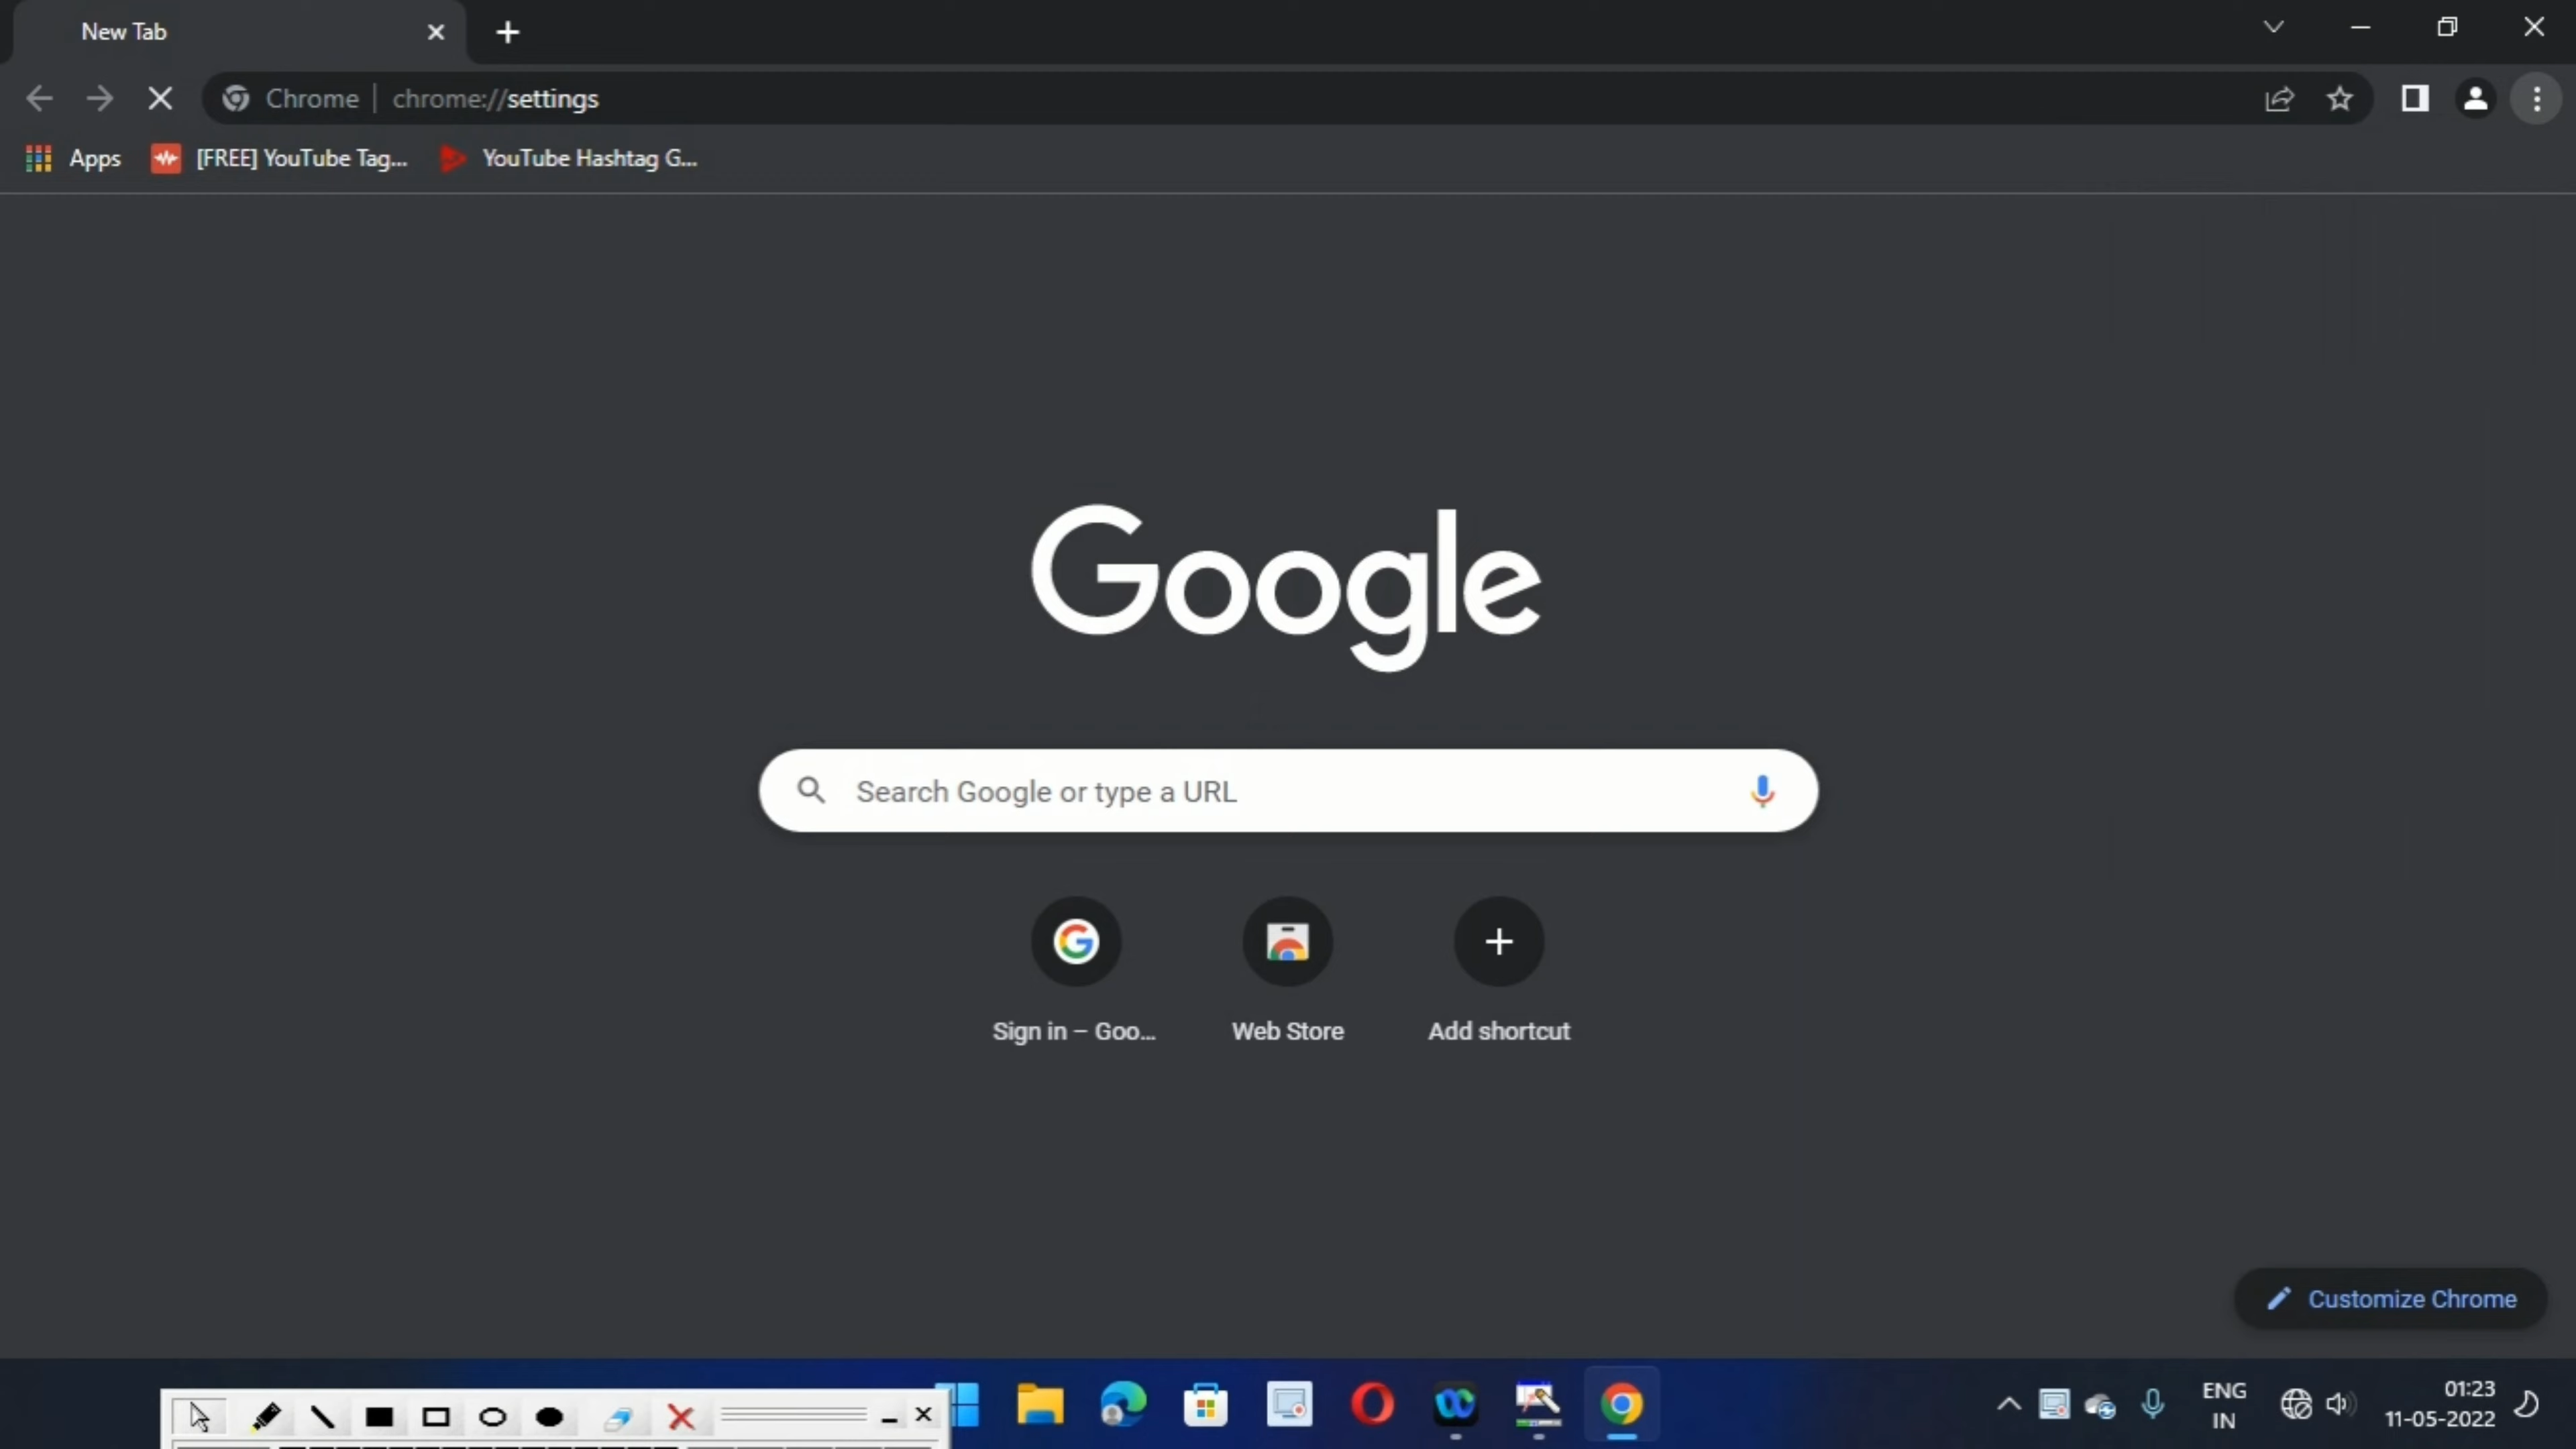 New Tab
Chrome | chrome://settings
Apps [FREE] YouTube Tag... YouTube Hashtag G...
Google
Search Google or type a URL
Sign in – Goo... Web Store Add shortcut
Customize Chrome
ENG 01:23
IN 11-05-2022